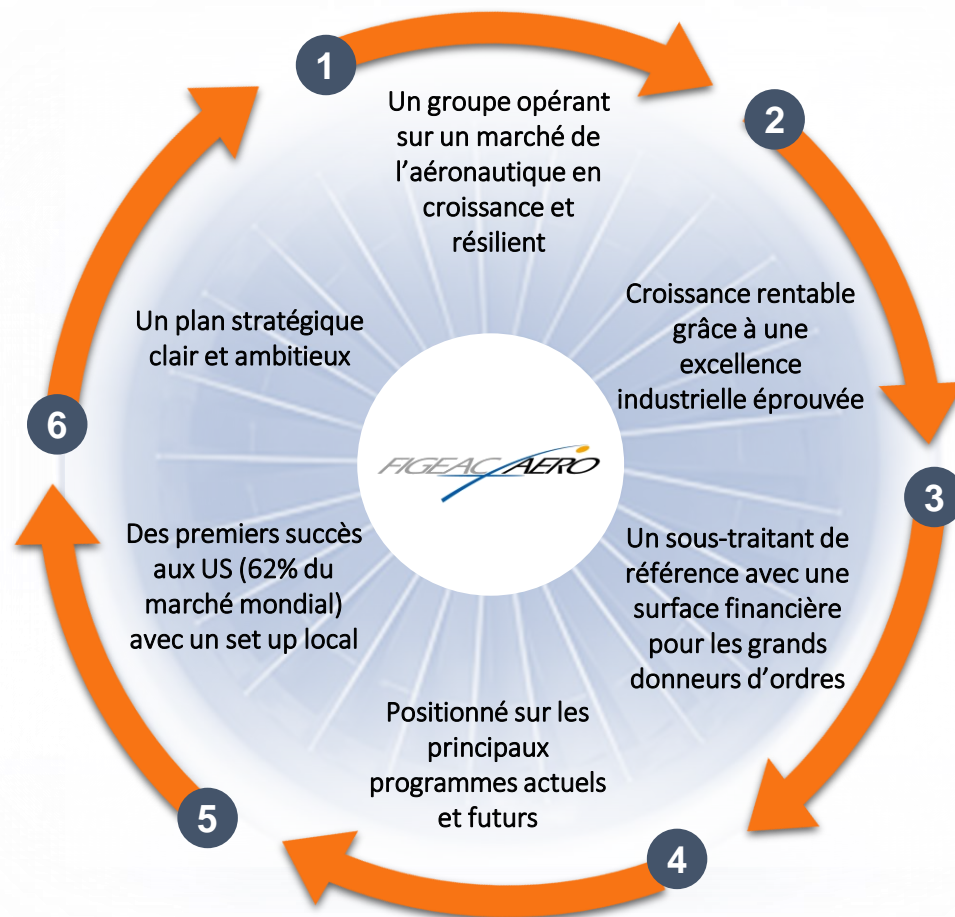 1
Un groupe opérant
sur un marché de
l’aéronautique en
croissance et
résilient
2
Croissance rentable
grâce à une
excellence
industrielle éprouvée
3
Un sous-traitant de
référence avec une
surface financière
pour les grands
donneurs d’ordres
4
Positionné sur les
principaux
programmes actuels
et futurs
5
Des premiers succès
aux US (62% du
marché mondial)
avec un set up local
6
Un plan stratégique
clair et ambitieux
FIGEAC AERO